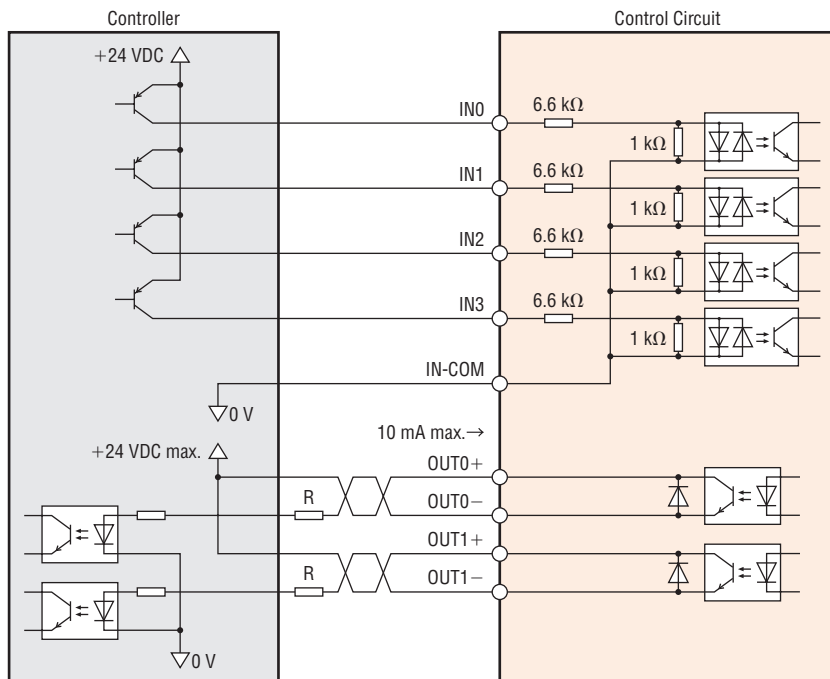 Controller
Control Circuit
+24 VDC
IN0
6.6 kΩ
1 kΩ
IN1
6.6 kΩ
1 kΩ
IN2
6.6 kΩ
1 kΩ
IN3
6.6 kΩ
1 kΩ
IN-COM
0 V
10 mA max.→
+24 VDC max.
OUT0+
R
OUT0−
OUT1+
R
OUT1−
0 V